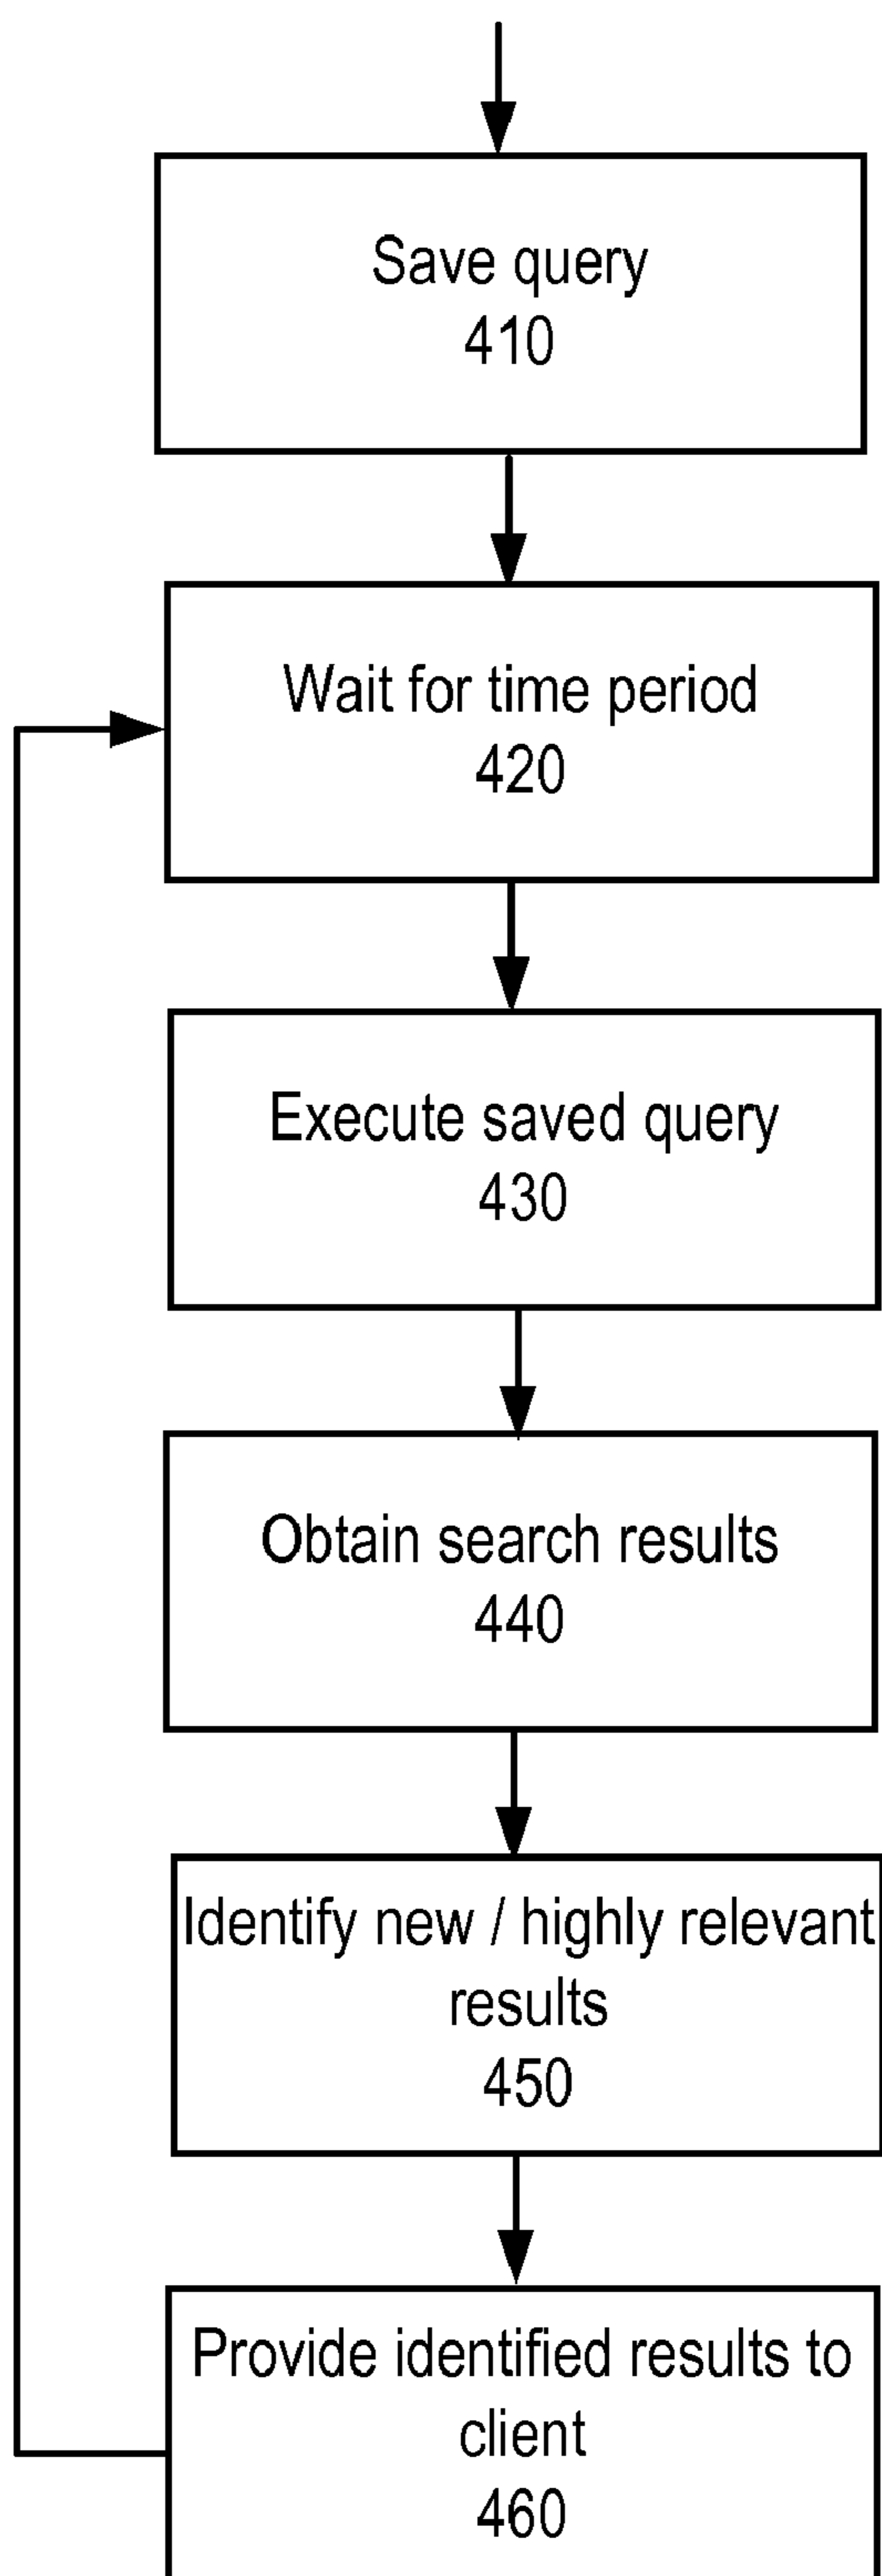 Save query
410
Wait for time period
420
Execute saved query
430
Obtain search results
440
Identify new / highly relevant
results
450
Provide identified results to
client
460